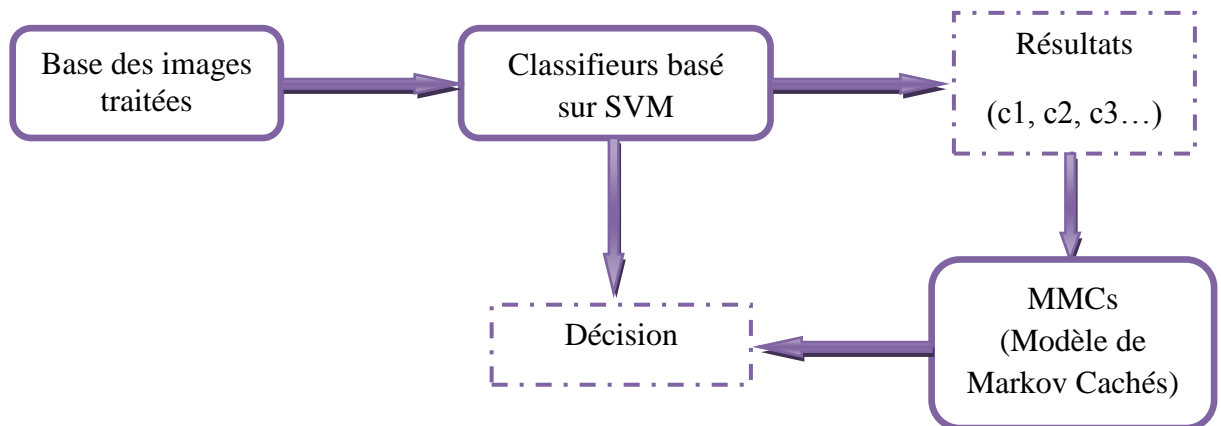 Base des images
traitées
Classifieurs basé
sur SVM
Résultats
(c1, c2, c3…)
Décision
MMCs
(Modèle de
Markov Cachés)